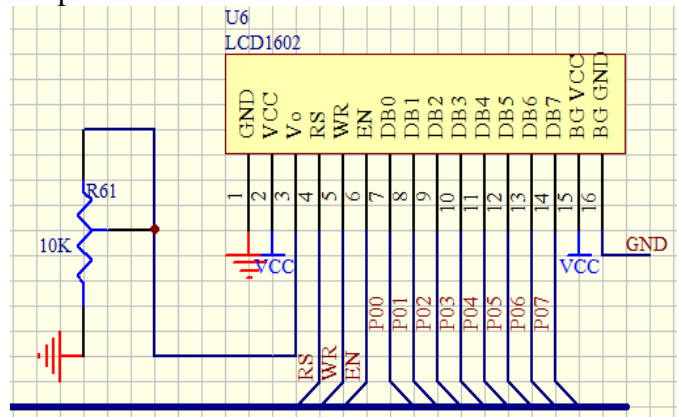 U6
LCD1602
GND
VCC
Vo
RS
WR
EN
DB0
DB1
DB2
DB3
DB4
DB5
DB6
DB7
BG VCC
BG GND
1
2
3
4
5
6
7
8
9
10
11
12
13
14
15
16
R61
10K
VCC
VCC
GND
RS
WR
EN
P00
P01
P02
P03
P04
P05
P06
P07